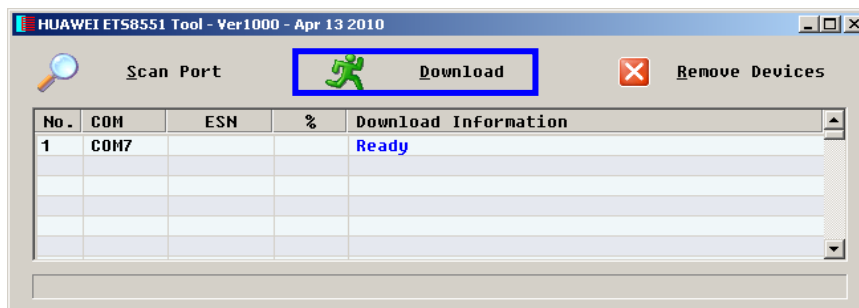 HUAWEI ETS8551 Tool - Ver1000 - Apr 13 2010
Scan Port Download Remove Devices
No. COM ESN % Download Information
1 COM7 Ready